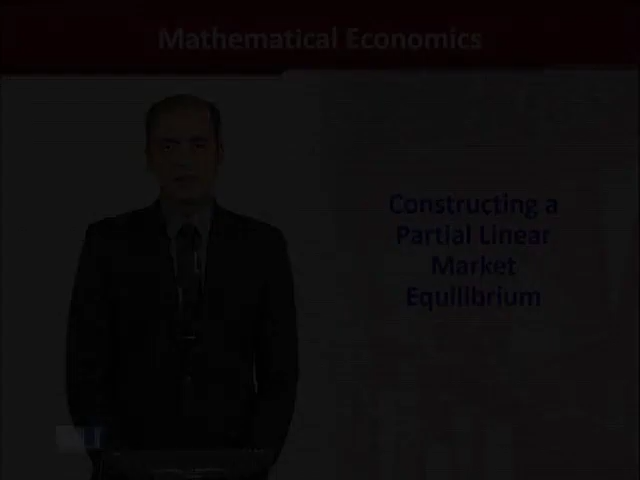 Mathematical Economics
Constructing a
Partial Linear
Market
Equilibrium